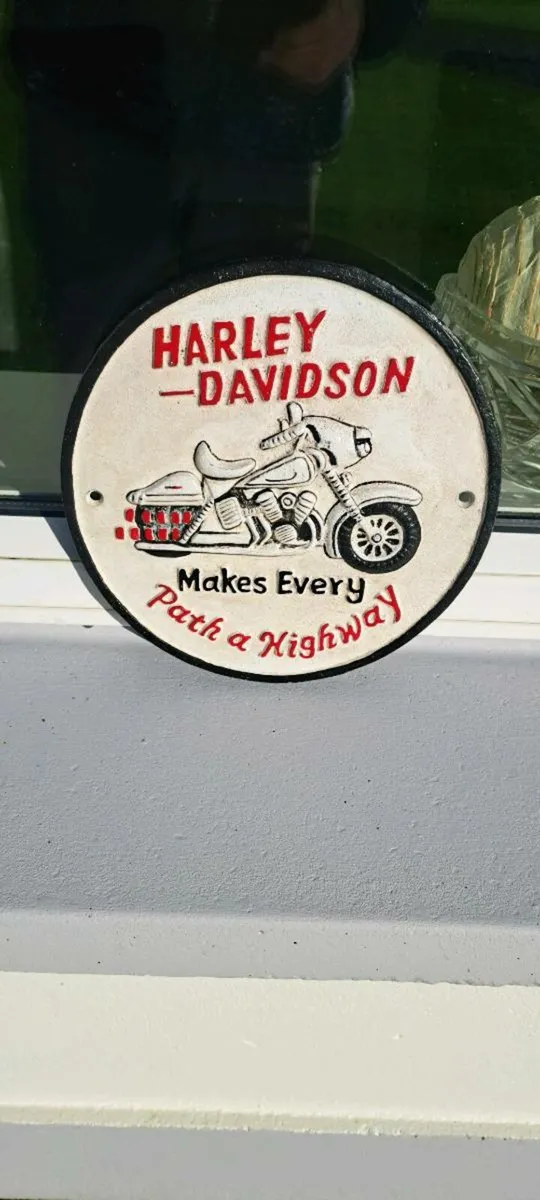 HARLEY
—DAVIDSON
Makes Every
Path a Highway